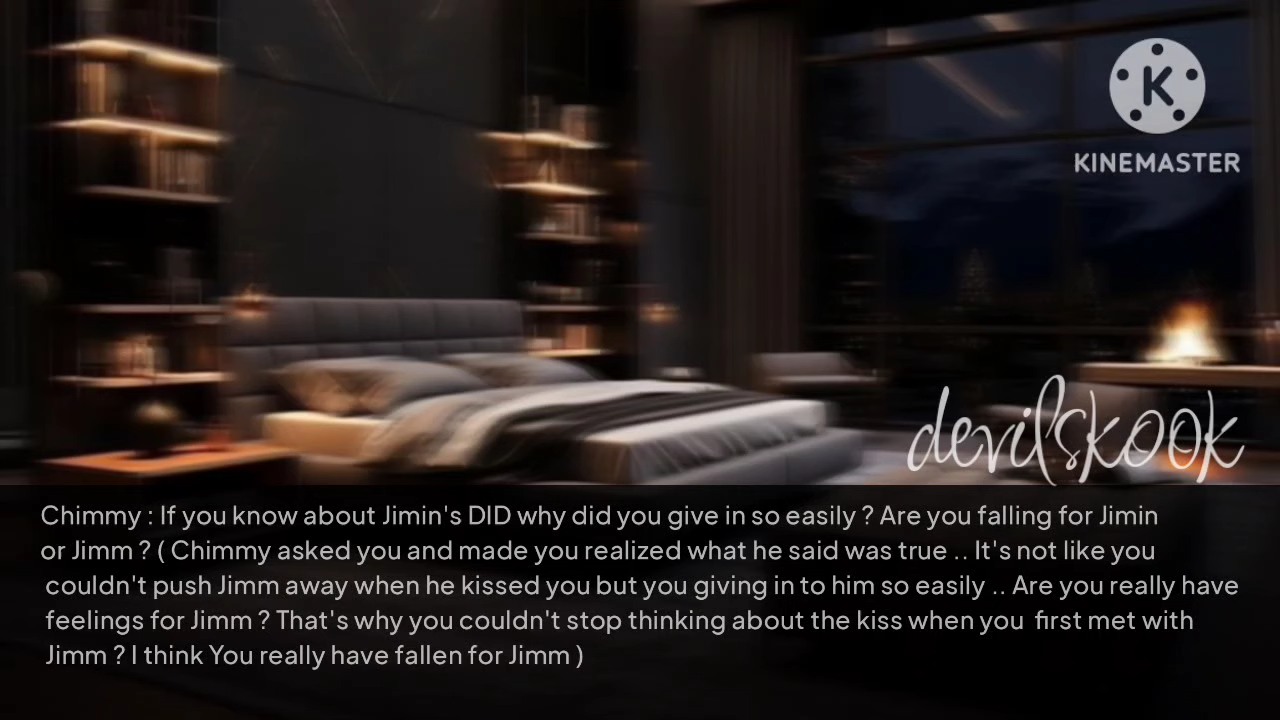 K
KINEMASTER
devilskook
Chimmy : If you know about Jimin's DID why did you give in so easily ? Are you falling for Jimin
or Jimm ? ( Chimmy asked you and made you realized what he said was true .. It's not like you
couldn't push Jimm away when he kissed you but you giving in to him so easily .. Are you really have
feelings for Jimm ? That's why you couldn't stop thinking about the kiss when you  first met with
Jimm ? I think You really have fallen for Jimm )